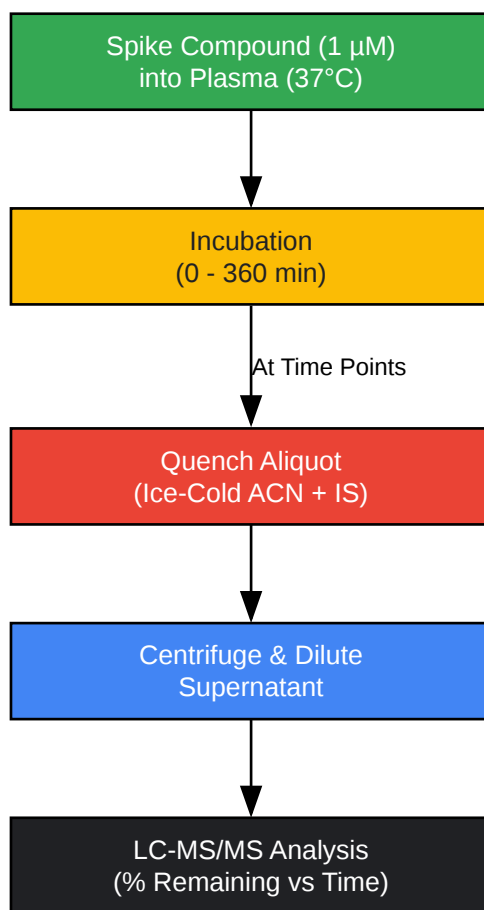 Spike Compound (1 µM)
into Plasma (37°C)
Incubation
(0 - 360 min)
At Time Points
Quench Aliquot
(Ice-Cold ACN + IS)
Centrifuge & Dilute
Supernatant
LC-MS/MS Analysis
(% Remaining vs Time)